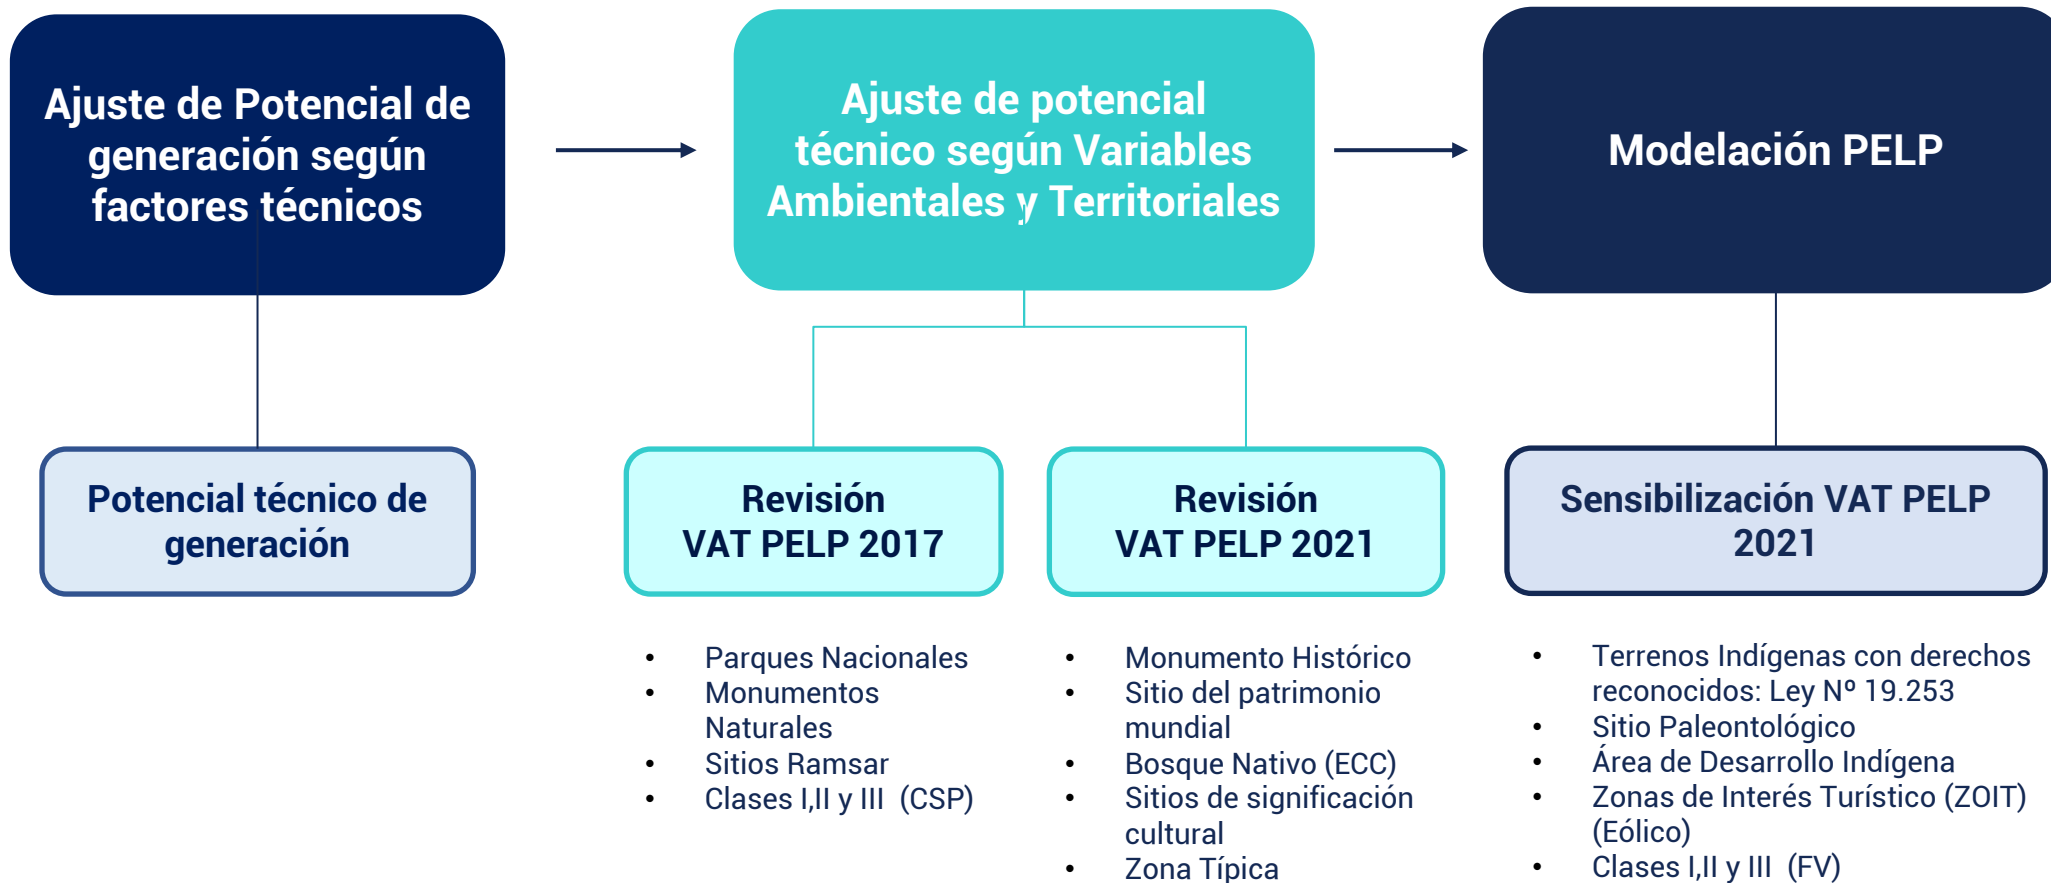 Ajuste de Potencial de
generación según
factores técnicos
Ajuste de potencial
técnico según Variables
Ambientales y Territoriales
Modelación PELP
Potencial técnico de
generación
Revisión
VAT PELP 2017
Revisión
VAT PELP 2021
Sensibilización VAT PELP
2021
• Parques Nacionales
• Monumentos
Naturales
• Sitios Ramsar
• Clases I,II y III (CSP)
• Monumento Histórico
• Sitio del patrimonio
mundial
• Bosque Nativo (ECC)
• Sitios de significación
cultural
• Zona Típica
• Terrenos Indígenas con derechos
reconocidos: Ley Nº 19.253
• Sitio Paleontológico
• Área de Desarrollo Indígena
• Zonas de Interés Turístico (ZOIT)
(Eólico)
• Clases I,II y III (FV)